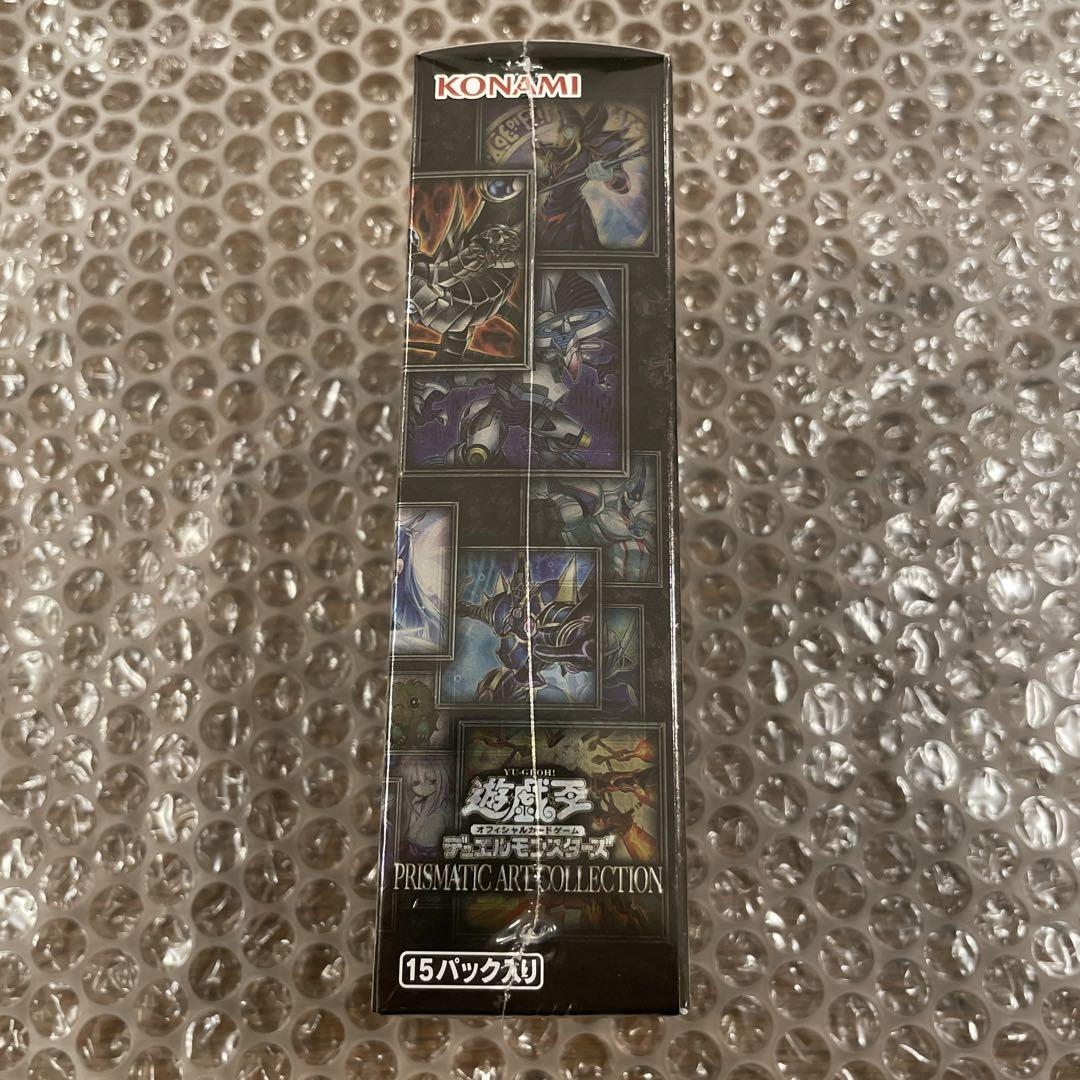 KONAMI
YU-GI-OH!
遊戯王
オフィシャルカードゲーム
デュエルモンスターズ
PRISMATIC ART COLLECTION
15パック入り